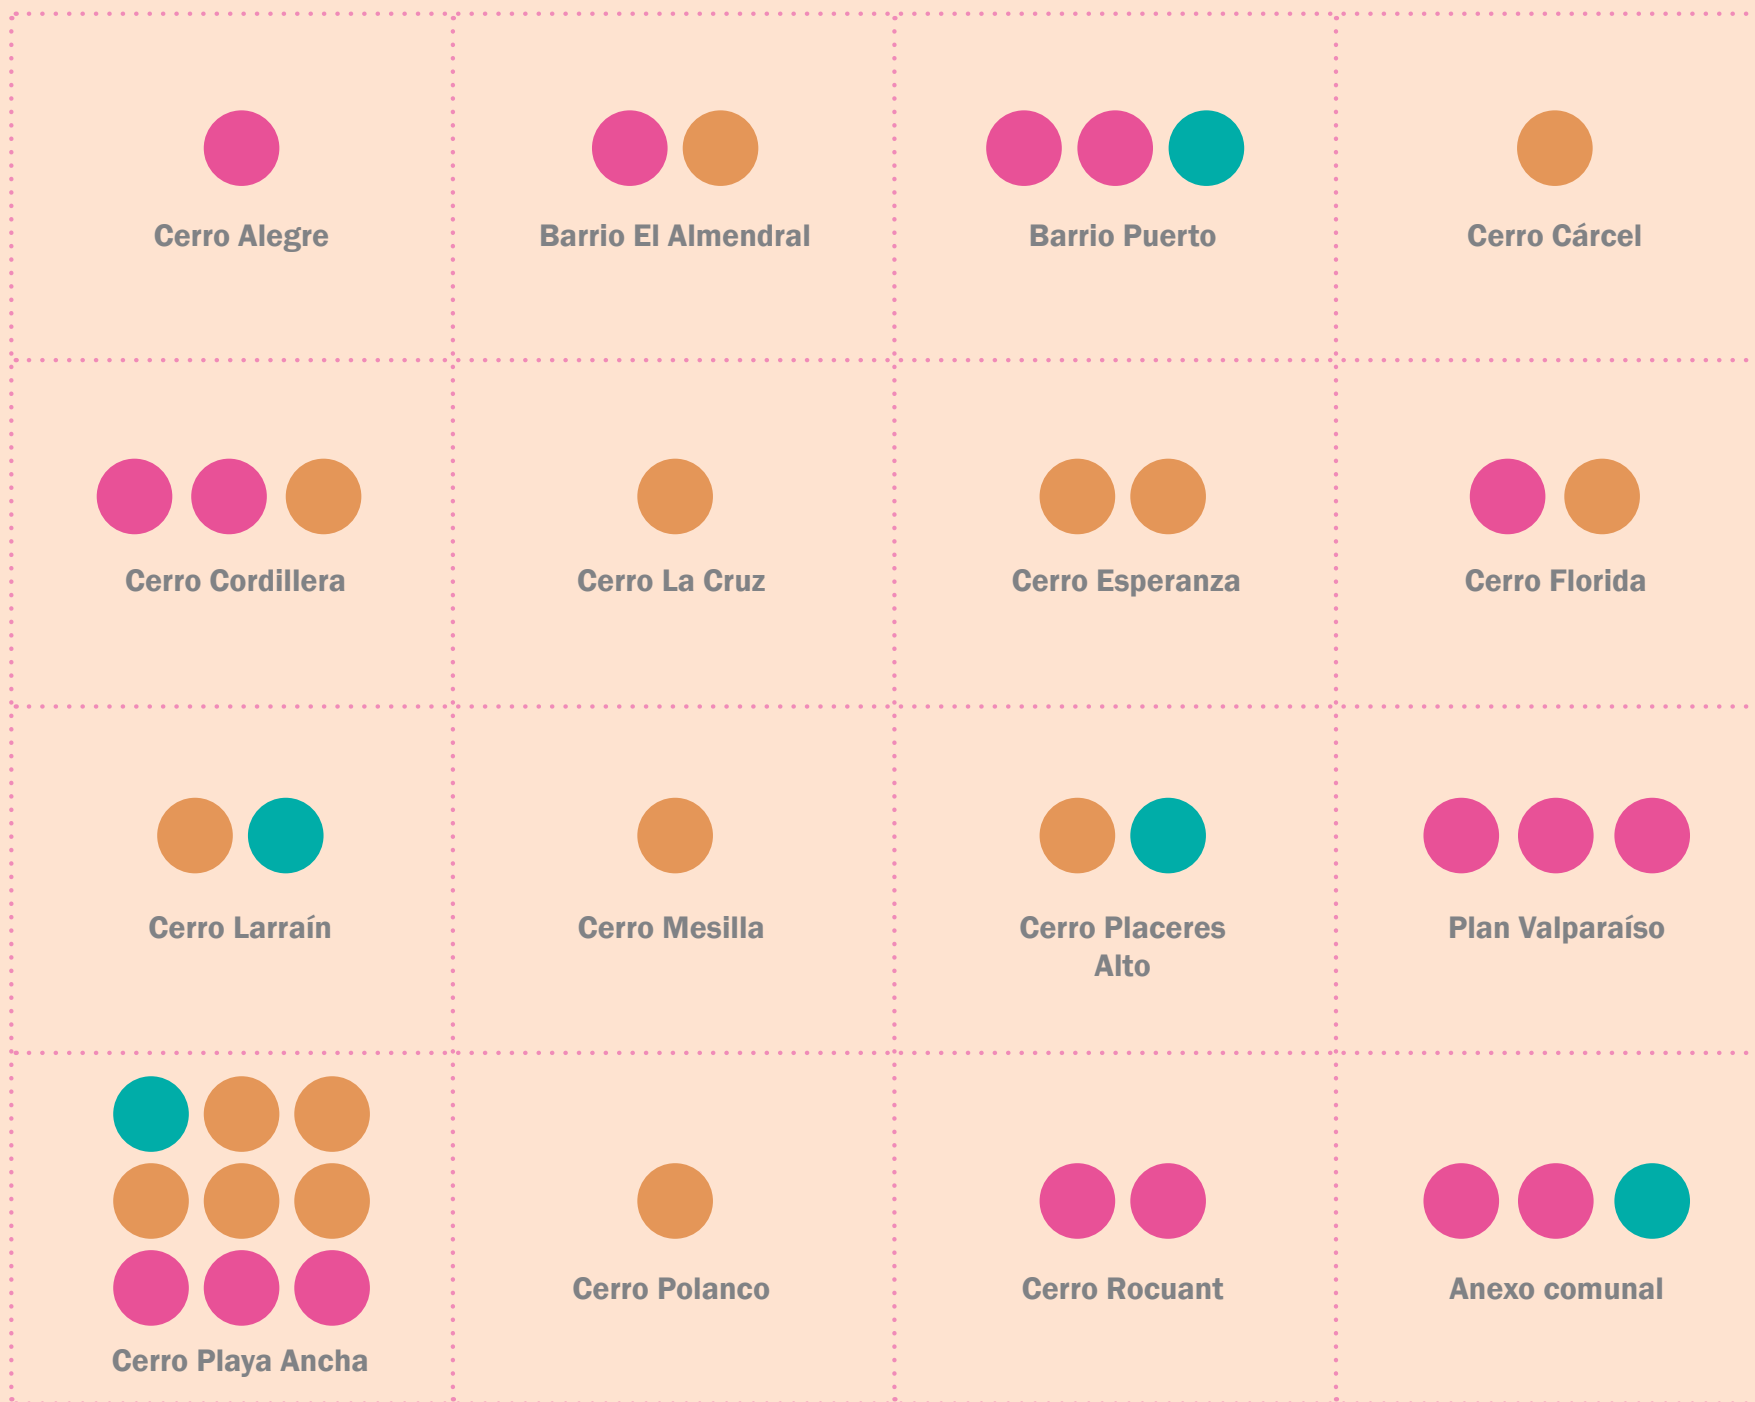 Cerro Alegre
Barrio El Almendral
Barrio Puerto
Cerro Cárcel
Cerro Cordillera
Cerro La Cruz
Cerro Esperanza
Cerro Florida
Cerro Larraín
Cerro Mesilla
Cerro Placeres
Alto
Plan Valparaíso
Cerro Playa Ancha
Cerro Polanco
Cerro Rocuant
Anexo comunal